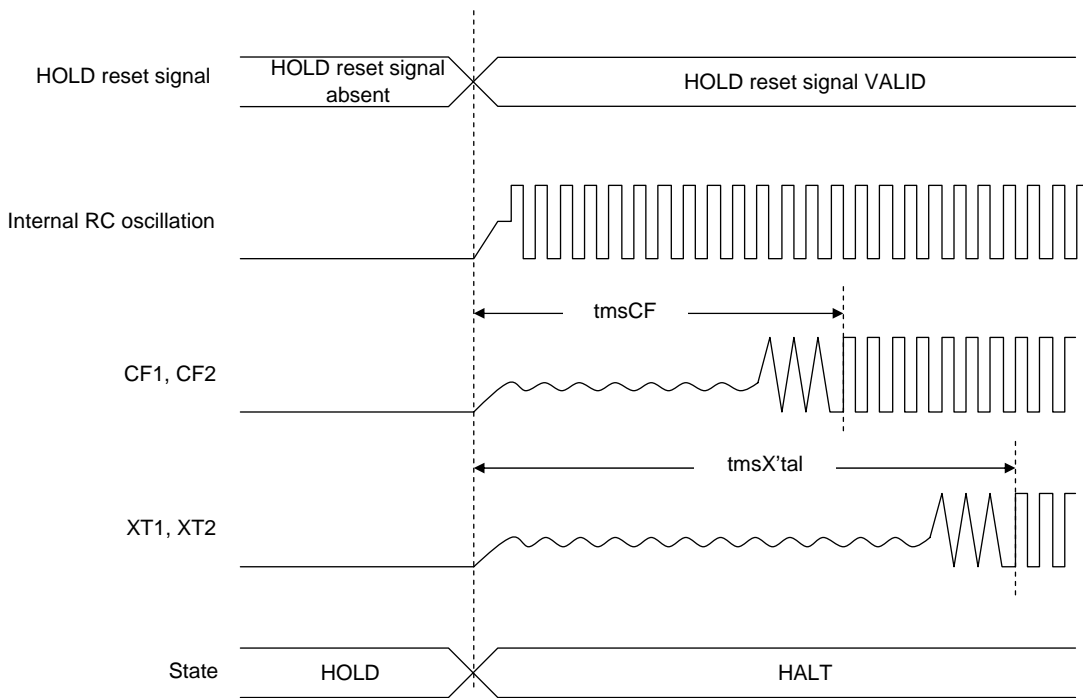 HOLD reset signal
HOLD reset signal
absent
HOLD reset signal VALID
Internal RC oscillation
tmsCF
CF1, CF2
tmsX’tal
XT1, XT2
State
HOLD
HALT